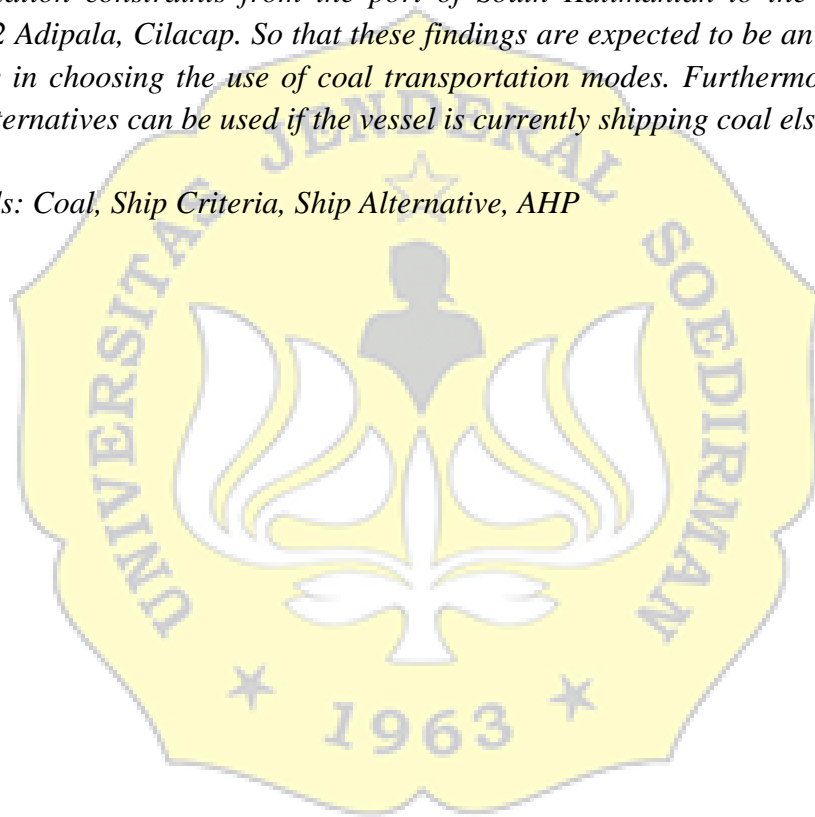 ation constraints from the port of South Kalimantan to the
2 Adipala, Cilacap. So that these findings are expected to be an
in choosing the use of coal transportation modes. Furthermo
ternatives can be used if the vessel is currently shipping coal els
ds: Coal, Ship Criteria, Ship Alternative, AHP
UNIVERSITAS JENDERAL SOEDIRMAN
1963